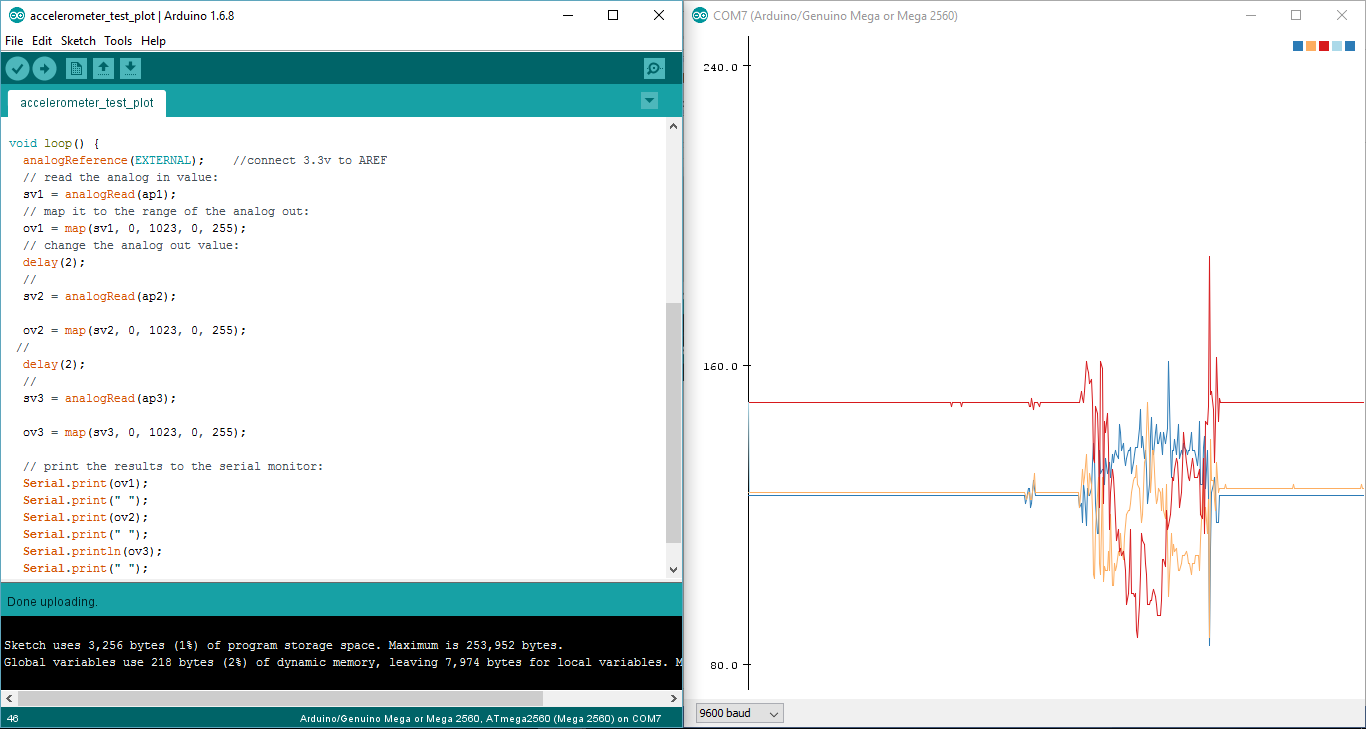 accelerometer_test_plot | Arduino 1.6.8
File Edit Sketch Tools Help
accelerometer_test_plot
void loop() {
  analogReference(EXTERNAL);    //connect 3.3v to AREF
  // read the analog in value:
  sv1 = analogRead(ap1);
  // map it to the range of the analog out:
  ov1 = map(sv1, 0, 1023, 0, 255);
  // change the analog out value:
  delay(2);
  //
  sv2 = analogRead(ap2);
  ov2 = map(sv2, 0, 1023, 0, 255);
 //
  delay(2);
  //
  sv3 = analogRead(ap3);
  ov3 = map(sv3, 0, 1023, 0, 255);
  // print the results to the serial monitor:
  Serial.print(ov1);
  Serial.print(" ");
  Serial.print(ov2);
  Serial.print(" ");
  Serial.println(ov3);
  Serial.print(" ");
Done uploading.
Sketch uses 3,256 bytes (1%) of program storage space. Maximum is 253,952 bytes.
Global variables use 218 bytes (2%) of dynamic memory, leaving 7,974 bytes for local variables. M
46
Arduino/Genuino Mega or Mega 2560, ATmega2560 (Mega 2560) on COM7
COM7 (Arduino/Genuino Mega or Mega 2560)
240.0
160.0
80.0
9600 baud